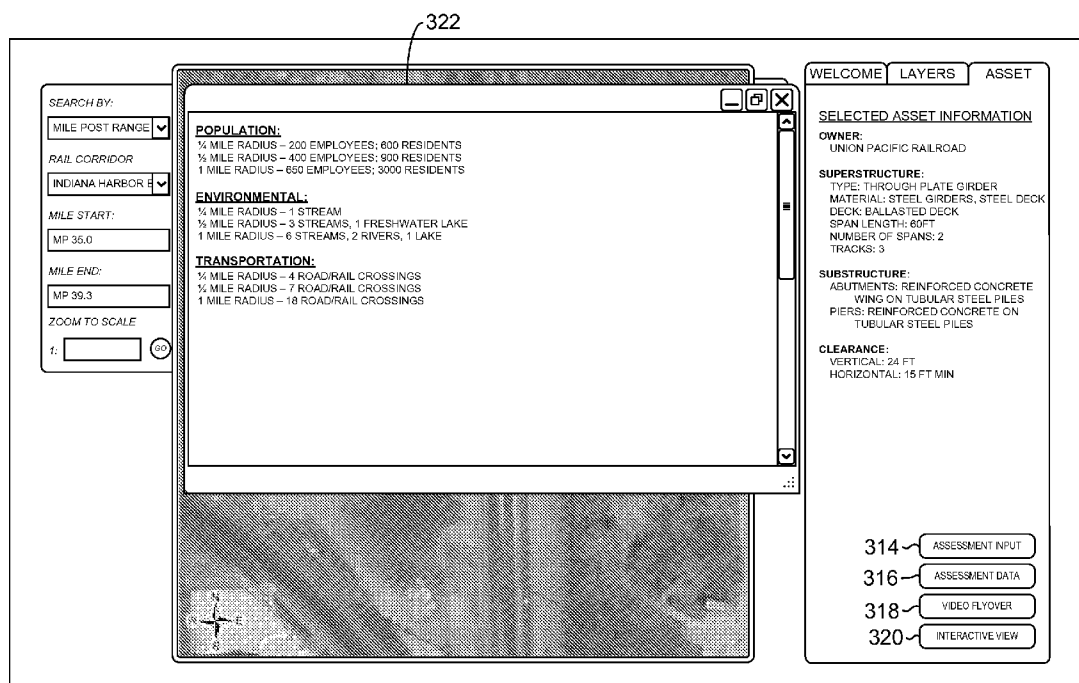 322
SEARCH BY:
MILE POST RANGE
RAIL CORRIDOR
INDIANA HARBOR
MILE START:
MP 35.0
MILE END:
MP 39.3
ZOOM TO SCALE
1:
GO
POPULATION:
¼ MILE RADIUS – 200 EMPLOYEES; 600 RESIDENTS
½ MILE RADIUS – 400 EMPLOYEES; 900 RESIDENTS
1 MILE RADIUS – 650 EMPLOYEES; 3000 RESIDENTS
ENVIRONMENTAL:
¼ MILE RADIUS – 1 STREAM
½ MILE RADIUS – 3 STREAMS, 1 FRESHWATER LAKE
1 MILE RADIUS – 6 STREAMS, 2 RIVERS, 1 LAKE
TRANSPORTATION:
¼ MILE RADIUS – 4 ROAD/RAIL CROSSINGS
½ MILE RADIUS – 7 ROAD/RAIL CROSSINGS
1 MILE RADIUS – 18 ROAD/RAIL CROSSINGS
N
E
S
WELCOME LAYERS ASSET
SELECTED ASSET INFORMATION
OWNER:
UNION PACIFIC RAILROAD
SUPERSTRUCTURE:
TYPE: THROUGH PLATE GIRDER
MATERIAL: STEEL GIRDERS, STEEL DECK
DECK: BALLASTED DECK
SPAN LENGTH: 60FT
NUMBER OF SPANS: 2
TRACKS: 3
SUBSTRUCTURE:
ABUTMENTS: REINFORCED CONCRETE
WING ON TUBULAR STEEL PILES
PIERS: REINFORCED CONCRETE ON
TUBULAR STEEL PILES
CLEARANCE:
VERTICAL: 24 FT
HORIZONTAL: 15 FT MIN
314 ASSESSMENT INPUT
316 ASSESSMENT DATA
318 VIDEO FLYOVER
320 INTERACTIVE VIEW